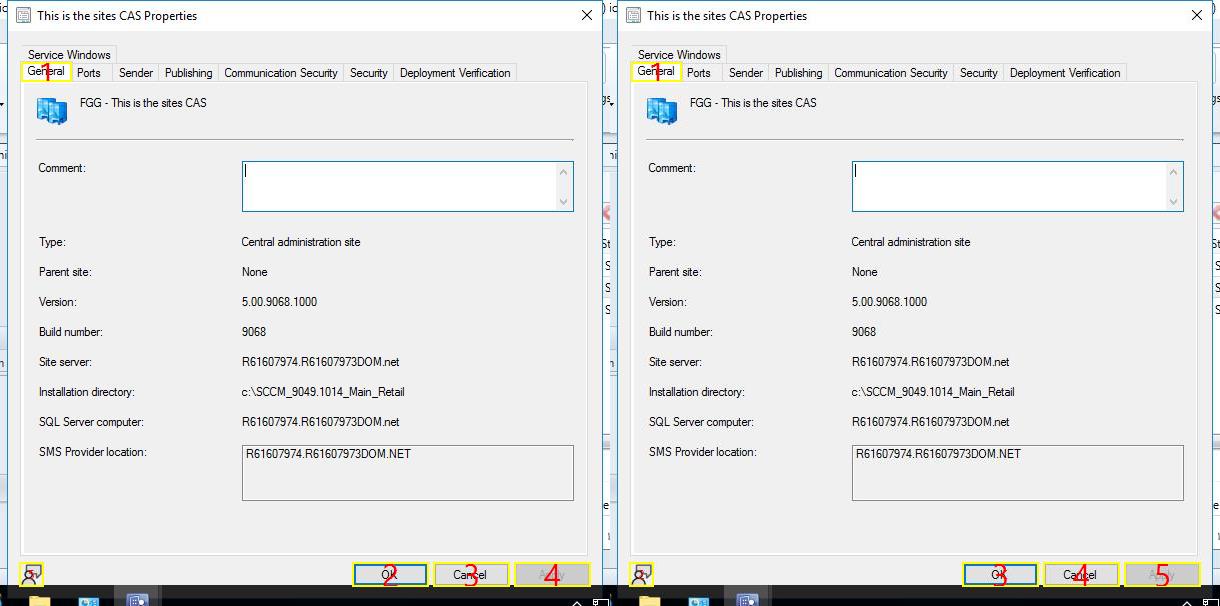 This is the sites CAS Properties
Service Windows
General Ports Sender Publishing Communication Security Security Deployment Verification
1
FGG - This is the sites CAS
Comment:
Type: Central administration site
Parent site: None
Version: 5.00.9068.1000
Build number: 9068
Site server: R61607974.R61607973DOM.net
Installation directory: c:\SCCM_9049.1014_Main_Retail
SQL Server computer: R61607974.R61607973DOM.net
SMS Provider location: R61607974.R61607973DOM.NET
OK Cancel
2 3 4
This is the sites CAS Properties
Service Windows
General Ports Sender Publishing Communication Security Security Deployment Verification
1
FGG - This is the sites CAS
Comment:
Type: Central administration site
Parent site: None
Version: 5.00.9068.1000
Build number: 9068
Site server: R61607974.R61607973DOM.net
Installation directory: c:\SCCM_9049.1014_Main_Retail
SQL Server computer: R61607974.R61607973DOM.net
SMS Provider location: R61607974.R61607973DOM.NET
OK Cancel Apply
3 4 5